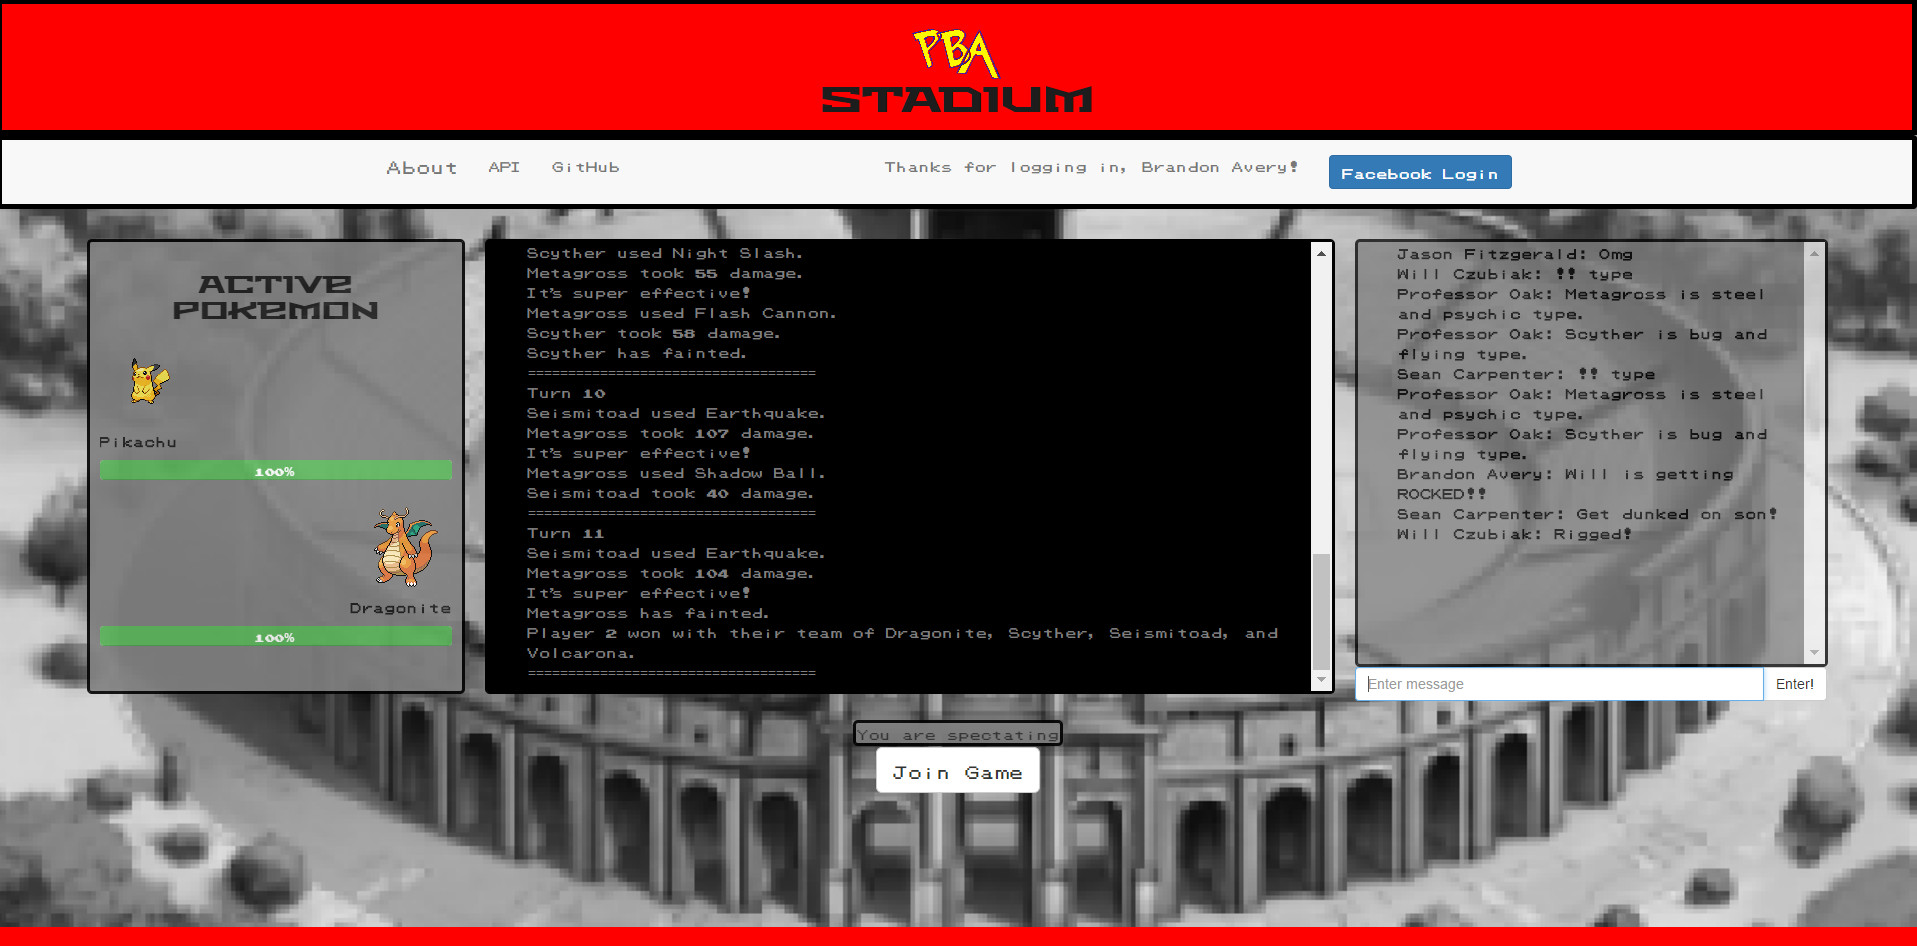 PBA
STADIUM
About API GitHub Thanks for logging in, Brandon Avery! Facebook Login
ACTIVE
POKEMON
Pikachu
100%
Dragonite
100%
Scyther used Night Slash.
Metagross took 55 damage.
It's super effective!
Metagross used Flash Cannon.
Scyther took 58 damage.
Scyther has fainted.
====================================
Turn 10
Seismitoad used Earthquake.
Metagross took 107 damage.
It's super effective!
Metagross used Shadow Ball.
Seismitoad took 40 damage.
====================================
Turn 11
Seismitoad used Earthquake.
Metagross took 104 damage.
It's super effective!
Metagross has fainted.
Player 2 won with their team of Dragonite, Scyther, Seismitoad, and
Volcarona.
====================================
Jason Fitzgerald: Omg
Will Czubiak: !! type
Professor Oak: Metagross is steel
and psychic type.
Professor Oak: Scyther is bug and
flying type.
Sean Carpenter: !! type
Professor Oak: Metagross is steel
and psychic type.
Professor Oak: Scyther is bug and
flying type.
Brandon Avery: Will is getting
ROCKED!!
Sean Carpenter: Get dunked on son!
Will Czubiak: Rigged!
Enter message Enter!
You are spectating
Join Game